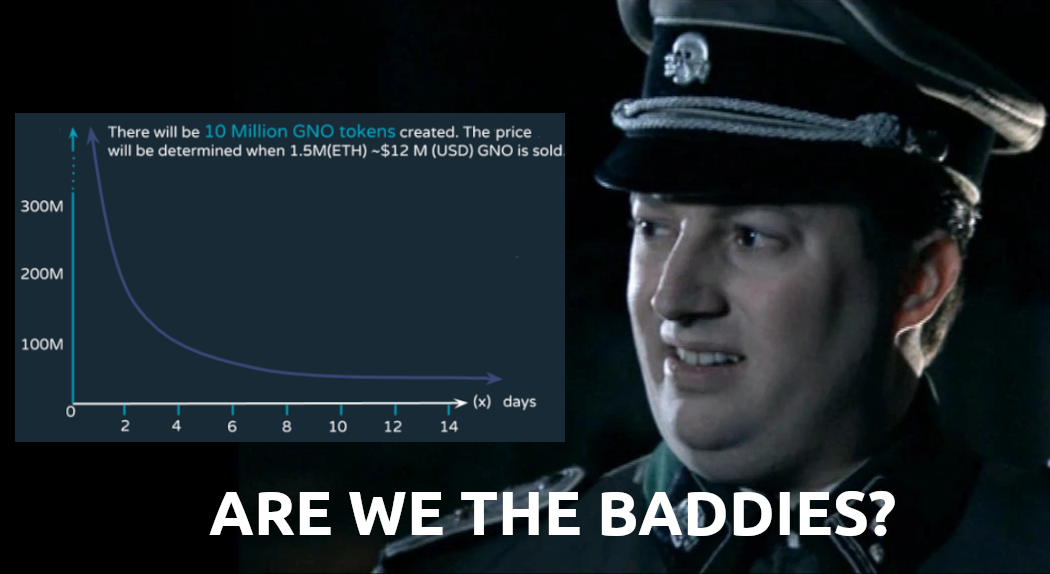 There will be 10 Million GNO tokens created. The price
will be determined when 1.5M(ETH) ~$12 M (USD) GNO is sold.
300M
200M
100M
0
2 4 6 8 10 12 14
(x) days
ARE WE THE BADDIES?